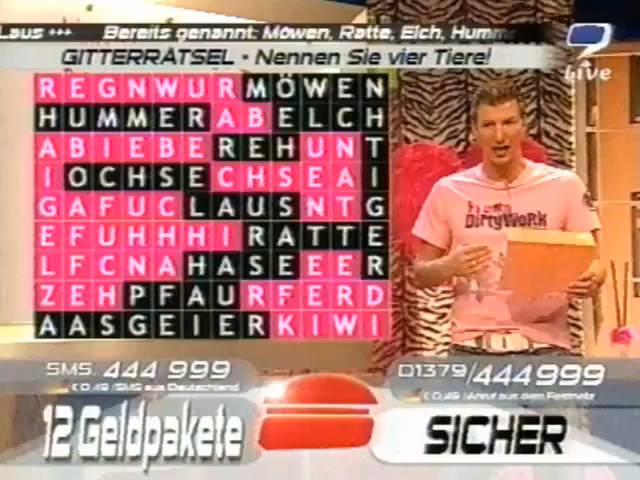 Laus +++ Bereits genannt: Möwen, Ratte, Elch, Humm
GITTERRÄTSEL - Nennen Sie vier Tiere!
9 Live
REGNWURMÖWEN
HUMMERABELCH
ABIEBEREHUNT
IOCHSECHSEAI
GAFUCLAUSNTG
EFUHHHIRATTE
LFCNAHASEEER
ZEHPFAURFERD
AASGEIERKIWI
DirtyWork
SMS 444 999
€ 0,49 /SMS aus Deutschland
01379/444999
€ 0,49 /Anruf aus dem Festnetz
12 Geldpakete
SICHER